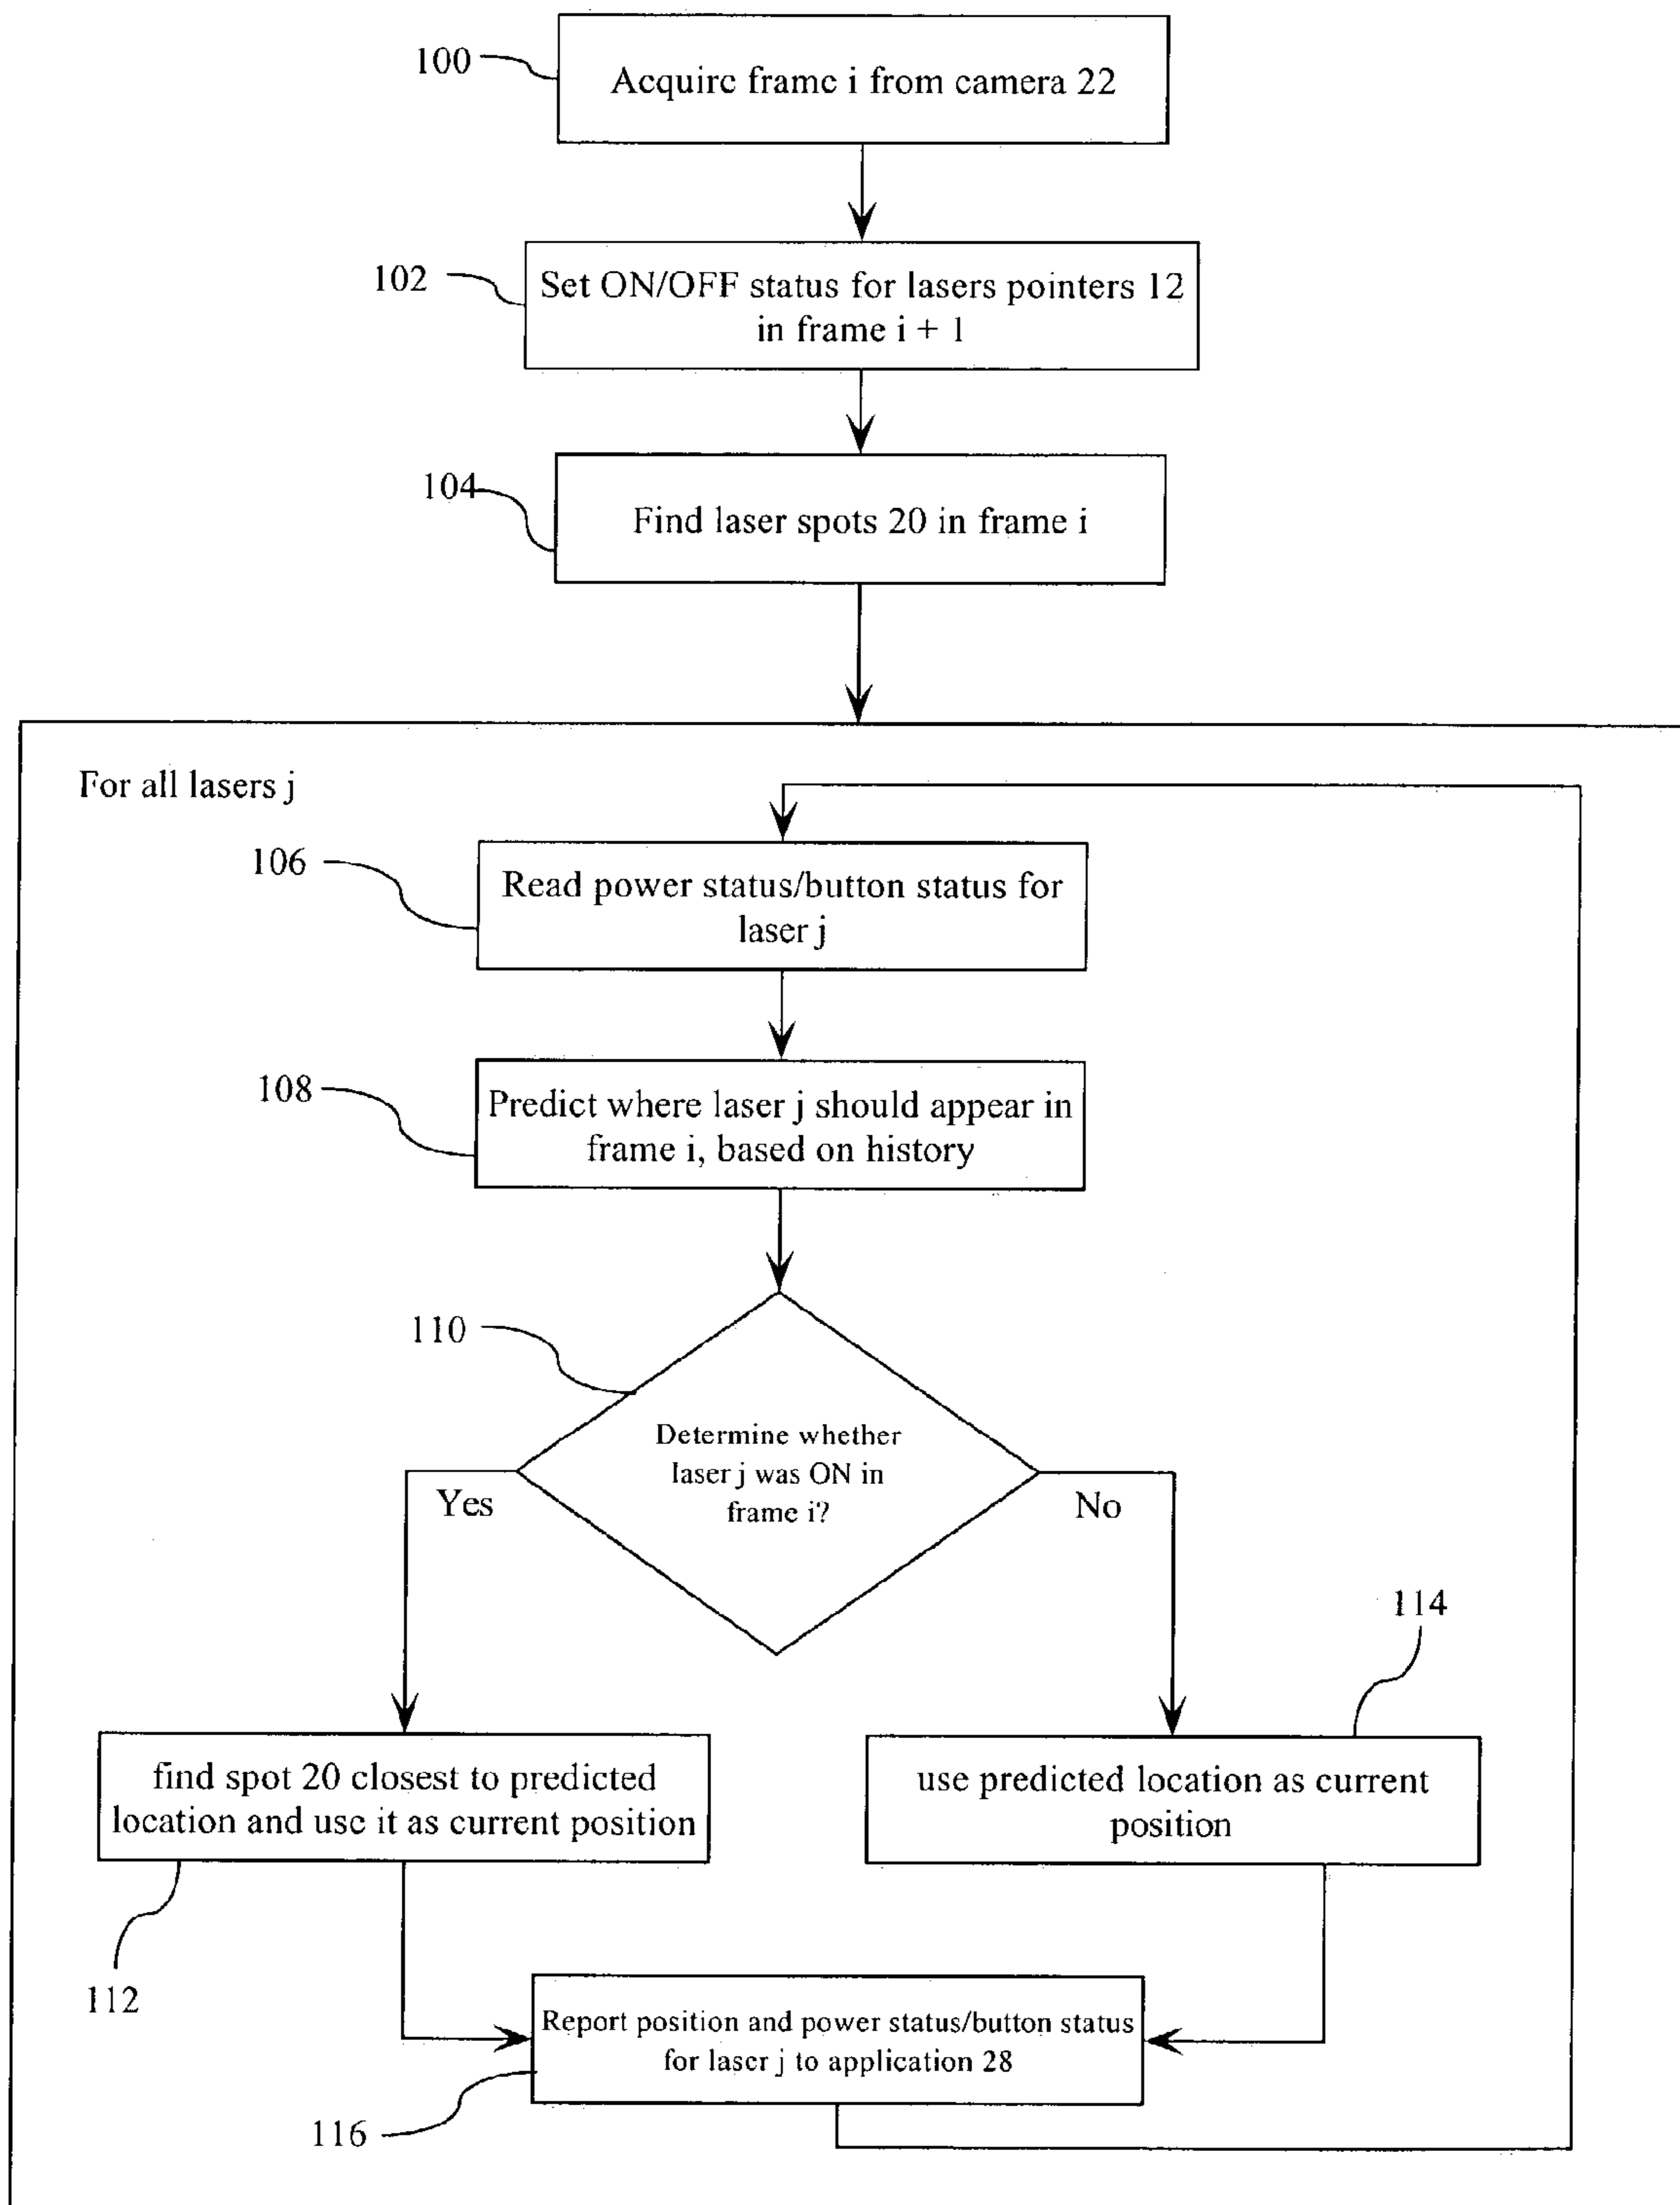 100
Acquire frame i from camera 22
102
Set ON/OFF status for lasers pointers 12
in frame i + 1
104
Find laser spots 20 in frame i
For all lasers j
106
Read power status/button status for
laser j
108
Predict where laser j should appear in
frame i, based on history
110
Determine whether
laser j was ON in
frame i?
Yes
No
114
find spot 20 closest to predicted
location and use it as current position
use predicted location as current
position
112
Report position and power status/button status
for laser j to application 28
116